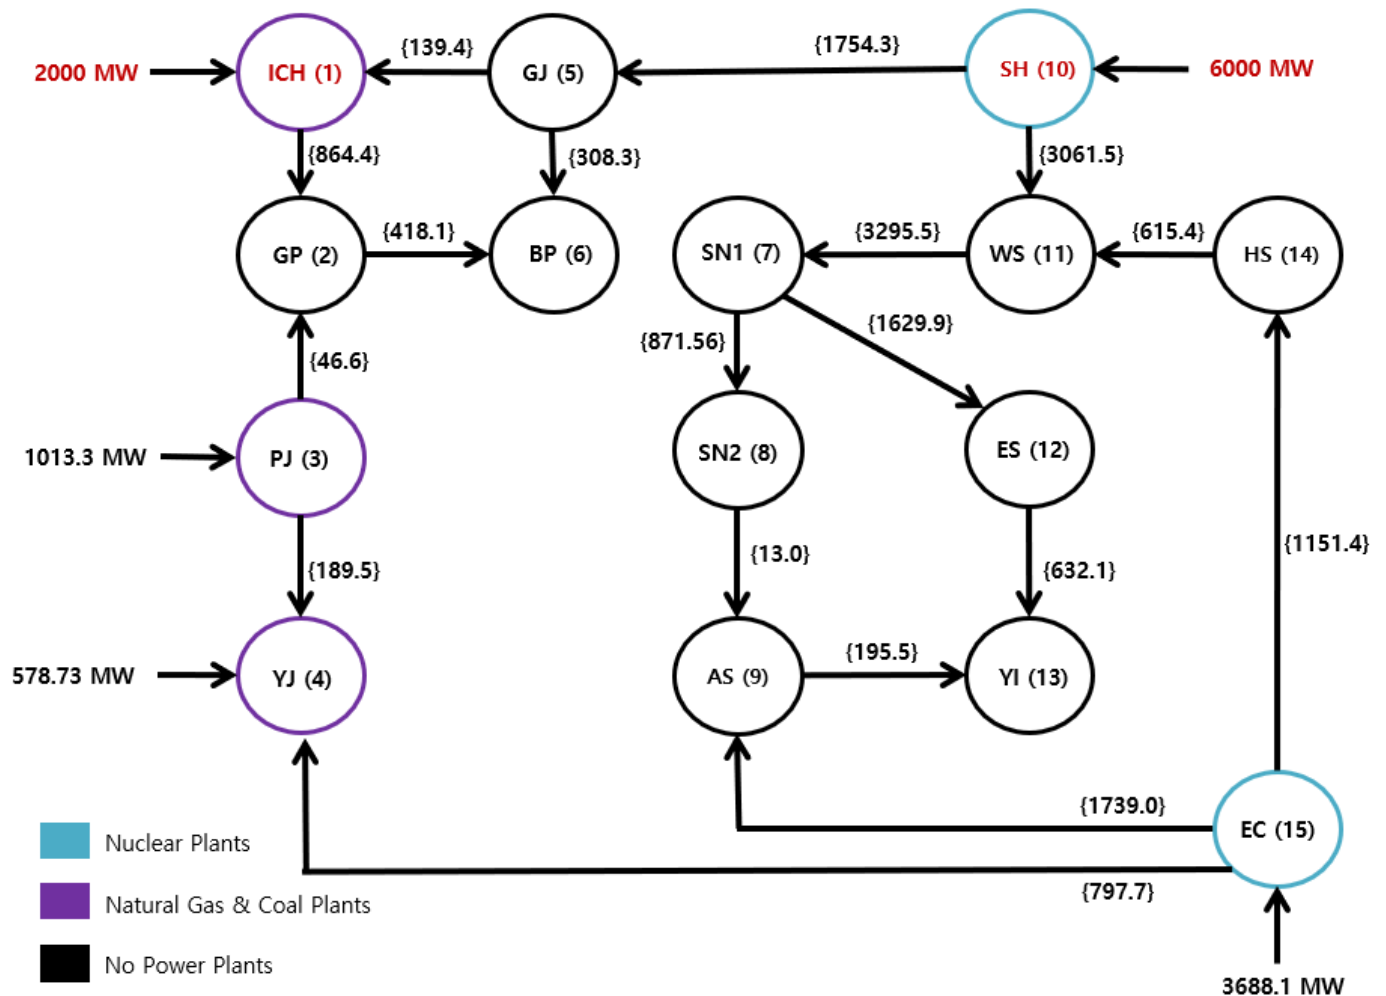 {139.4}
{1754.3}
2000 MW
ICH (1)
GJ (5)
SH (10)
6000 MW
{864.4}
{308.3}
{3061.5}
{418.1}
{3295.5}
{615.4}
GP (2)
BP (6)
SN1 (7)
WS (11)
HS (14)
{1629.9}
{871.56}
{46.6}
1013.3 MW
PJ (3)
SN2 (8)
ES (12)
{1151.4}
{189.5}
{13.0}
{632.1}
{195.5}
578.73 MW
YJ (4)
AS (9)
YI (13)
{1739.0}
EC (15)
{797.7}
3688.1 MW
Nuclear Plants
Natural Gas & Coal Plants
No Power Plants